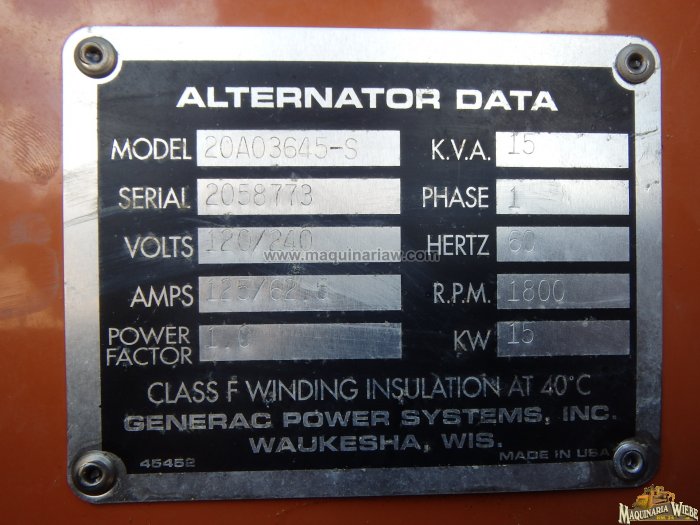 ALTERNATOR DATA
MODEL 20A03645-S K.V.A. 15
SERIAL 2058773 PHASE 1
VOLTS 120/240 HERTZ 60
www.maquinariaw.com
AMPS 125/62.5 R.P.M. 1800
POWER FACTOR 1.0 KW 15
CLASS F WINDING INSULATION AT 40°C
GENERAC POWER SYSTEMS, INC.
WAUKESHA, WIS.
45452 MADE IN USA
MAQUINARIA WIEBE